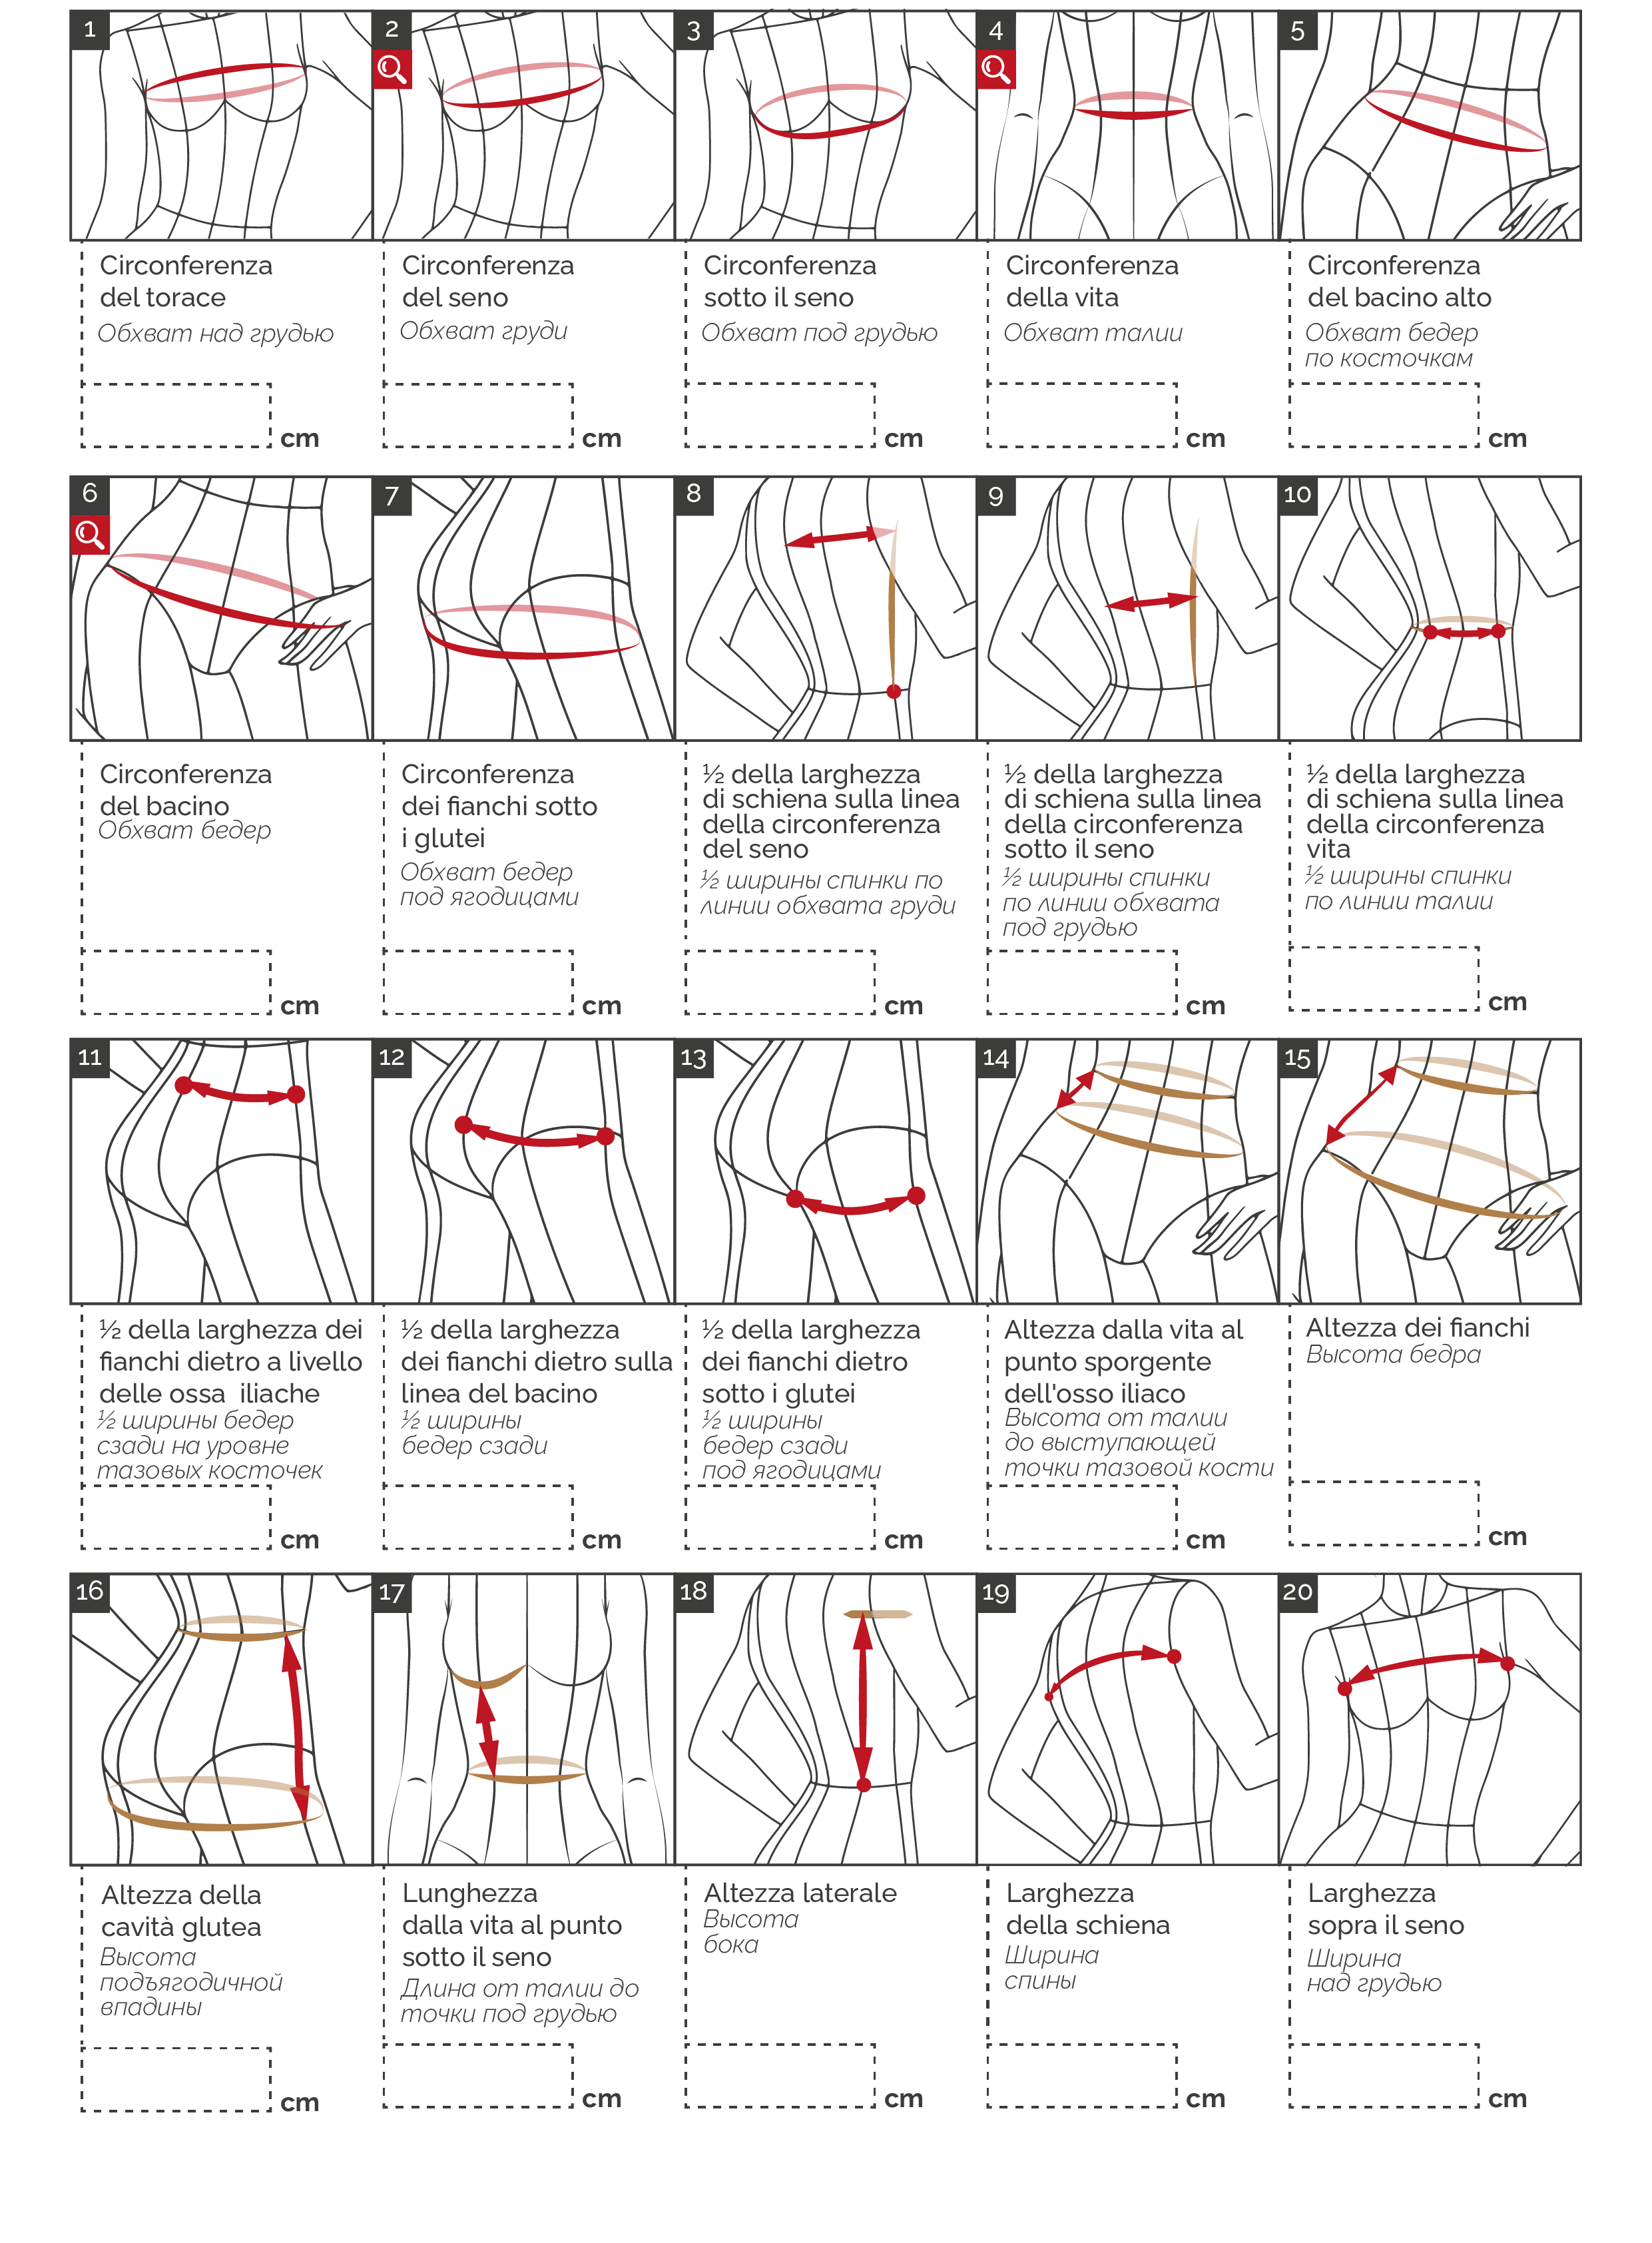 1
Circonferenza
del torace
Обхват над грудью
cm
2
Circonferenza
del seno
Обхват груди
cm
3
Circonferenza
sotto il seno
Обхват под грудью
cm
4
Circonferenza
della vita
Обхват талии
cm
5
Circonferenza
del bacino alto
Обхват бедер
по косточкам
cm
6
Circonferenza
del bacino
Обхват бедер
cm
7
Circonferenza
dei fianchi sotto
i glutei
Обхват бедер
под ягодицами
cm
8
½ della larghezza
di schiena sulla linea
della circonferenza
del seno
½ ширины спинки по
линии обхвата груди
cm
9
½ della larghezza
di schiena sulla linea
della circonferenza
sotto il seno
½ ширины спинки
по линии обхвата
под грудью
cm
10
½ della larghezza
di schiena sulla linea
della circonferenza
vita
½ ширины спинки
по линии талии
cm
11
½ della larghezza dei
fianchi dietro a livello
delle ossa iliache
½ ширины бедер
сзади на уровне
тазовых косточек
cm
12
½ della larghezza
dei fianchi dietro sulla
linea del bacino
½ ширины
бедер сзади
cm
13
½ della larghezza
dei fianchi dietro
sotto i glutei
½ ширины
бедер сзади
под ягодицами
cm
14
Altezza dalla vita al
punto sporgente
dell'osso iliaco
Высота от талии
до выступающей
точки тазовой кости
cm
15
Altezza dei fianchi
Высота бедра
cm
16
Altezza della
cavità glutea
Высота
подъягодичной
впадины
cm
17
Lunghezza
dalla vita al punto
sotto il seno
Длина от талии до
точки под грудью
cm
18
Altezza laterale
Высота
бока
cm
19
Larghezza
della schiena
Ширина
спины
cm
20
Larghezza
sopra il seno
Ширина
над грудью
cm